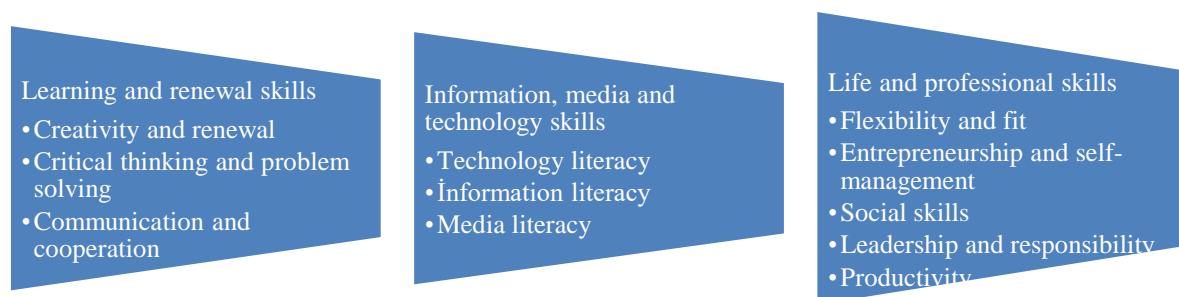 Learning and renewal skills
•Creativity and renewal
•Critical thinking and problem
solving
•Communication and
cooperation
Information, media and
technology skills
•Technology literacy
•İnformation literacy
•Media literacy
Life and professional skills
•Flexibility and fit
•Entrepreneurship and self-
management
•Social skills
•Leadership and responsibility
•Productivity